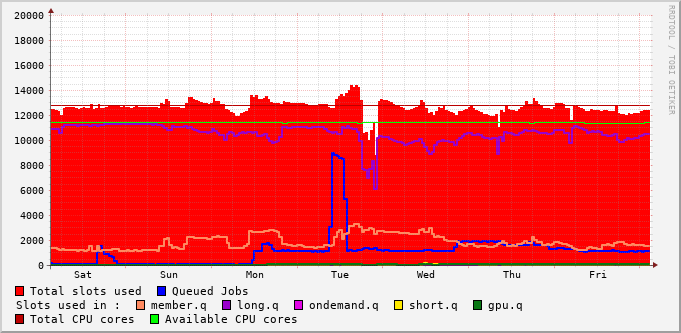 20000
18000
16000
14000
12000
10000
8000
6000
4000
2000
0
Sat Sun Mon Tue Wed Thu Fri
RRDTOOL / TOBI OETIKER
Total slots used Queued Jobs
Slots used in : member.q long.q ondemand.q short.q gpu.q
Total CPU cores Available CPU cores